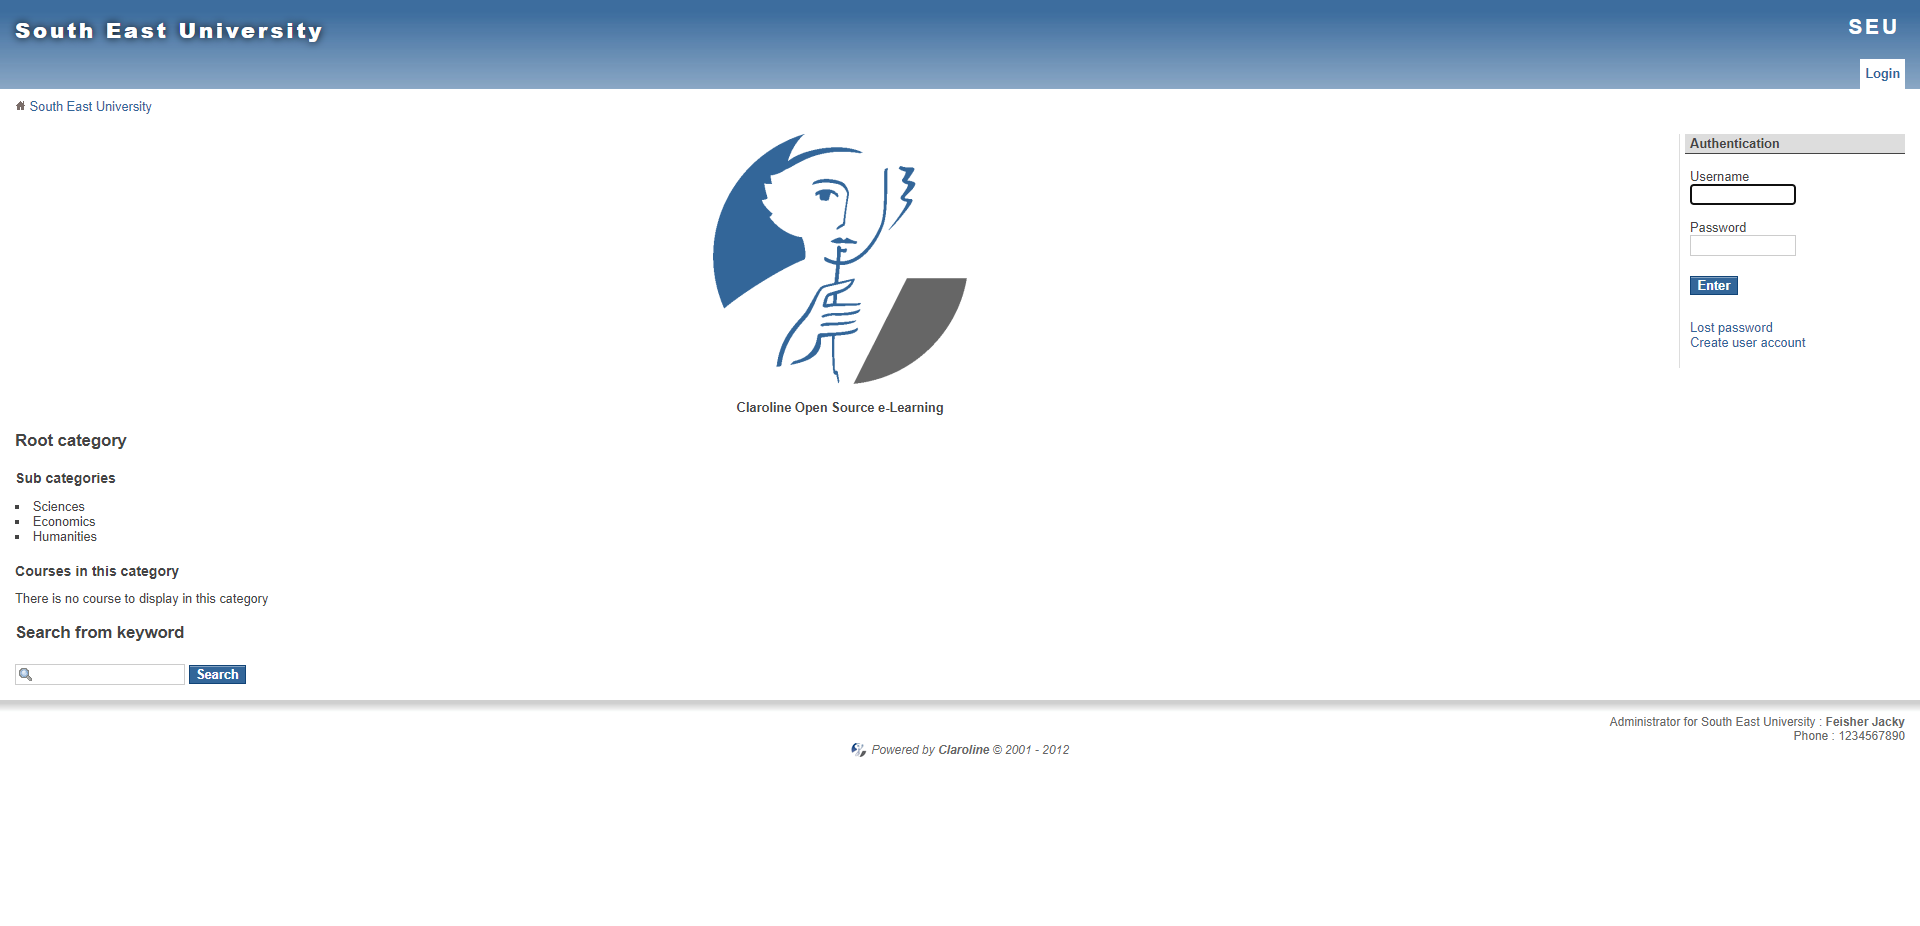 South East University
SEU
Login
South East University
Authentication
Username
Password
Enter
Lost password
Create user account
Claroline Open Source e-Learning
Root category
Sub categories
Sciences
Economics
Humanities
Courses in this category
There is no course to display in this category
Search from keyword
Search
Administrator for South East University : Feisher Jacky
Phone : 1234567890
Powered by Claroline © 2001 - 2012